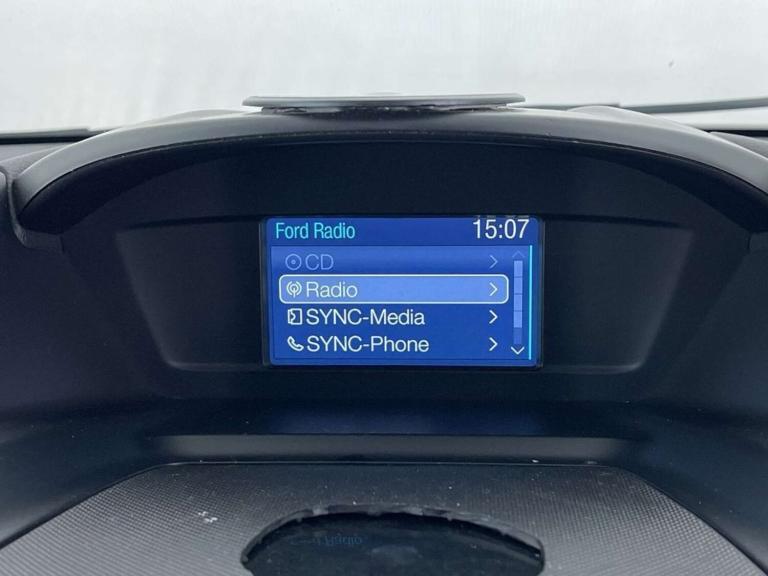 Ford Radio 15:07
CD
Radio
SYNC-Media
SYNC-Phone